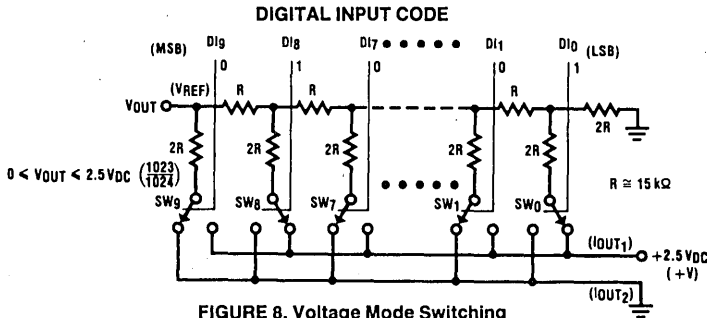 DIGITAL INPUT CODE
(MSB) DI9 DI8 DI7 DI1 DI0 (LSB)
0 1 0 0 1
(VREF) R R R
VOUT
2R 2R 2R 2R 2R 2R
0 < VOUT < 2.5 VDC (1023/1024)
R ≅ 15 kΩ
SW9 SW8 SW7 SW1 SW0
(IOUT1) +2.5 VDC
(+V)
(IOUT2)
FIGURE 8. Voltage Mode Switching